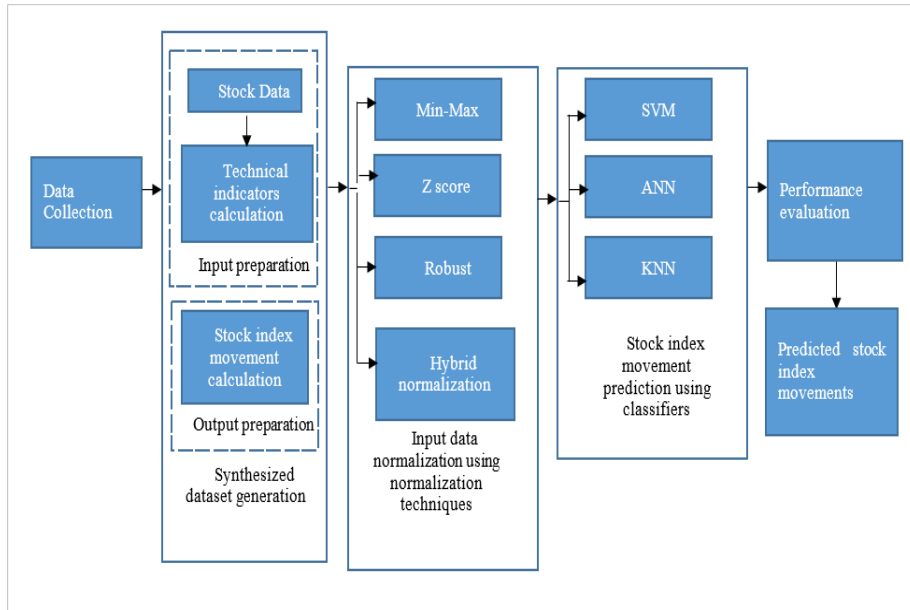 Data
Collection
Stock Data
Technical
indicators
calculation
Input preparation
Stock index
movement
calculation
Output preparation
Synthesized
dataset generation
Min-Max
Z score
Robust
Hybrid
normalization
Input data
normalization using
normalization
techniques
SVM
ANN
KNN
Stock index
movement
prediction using
classifiers
Performance
evaluation
Predicted stock
index
movements